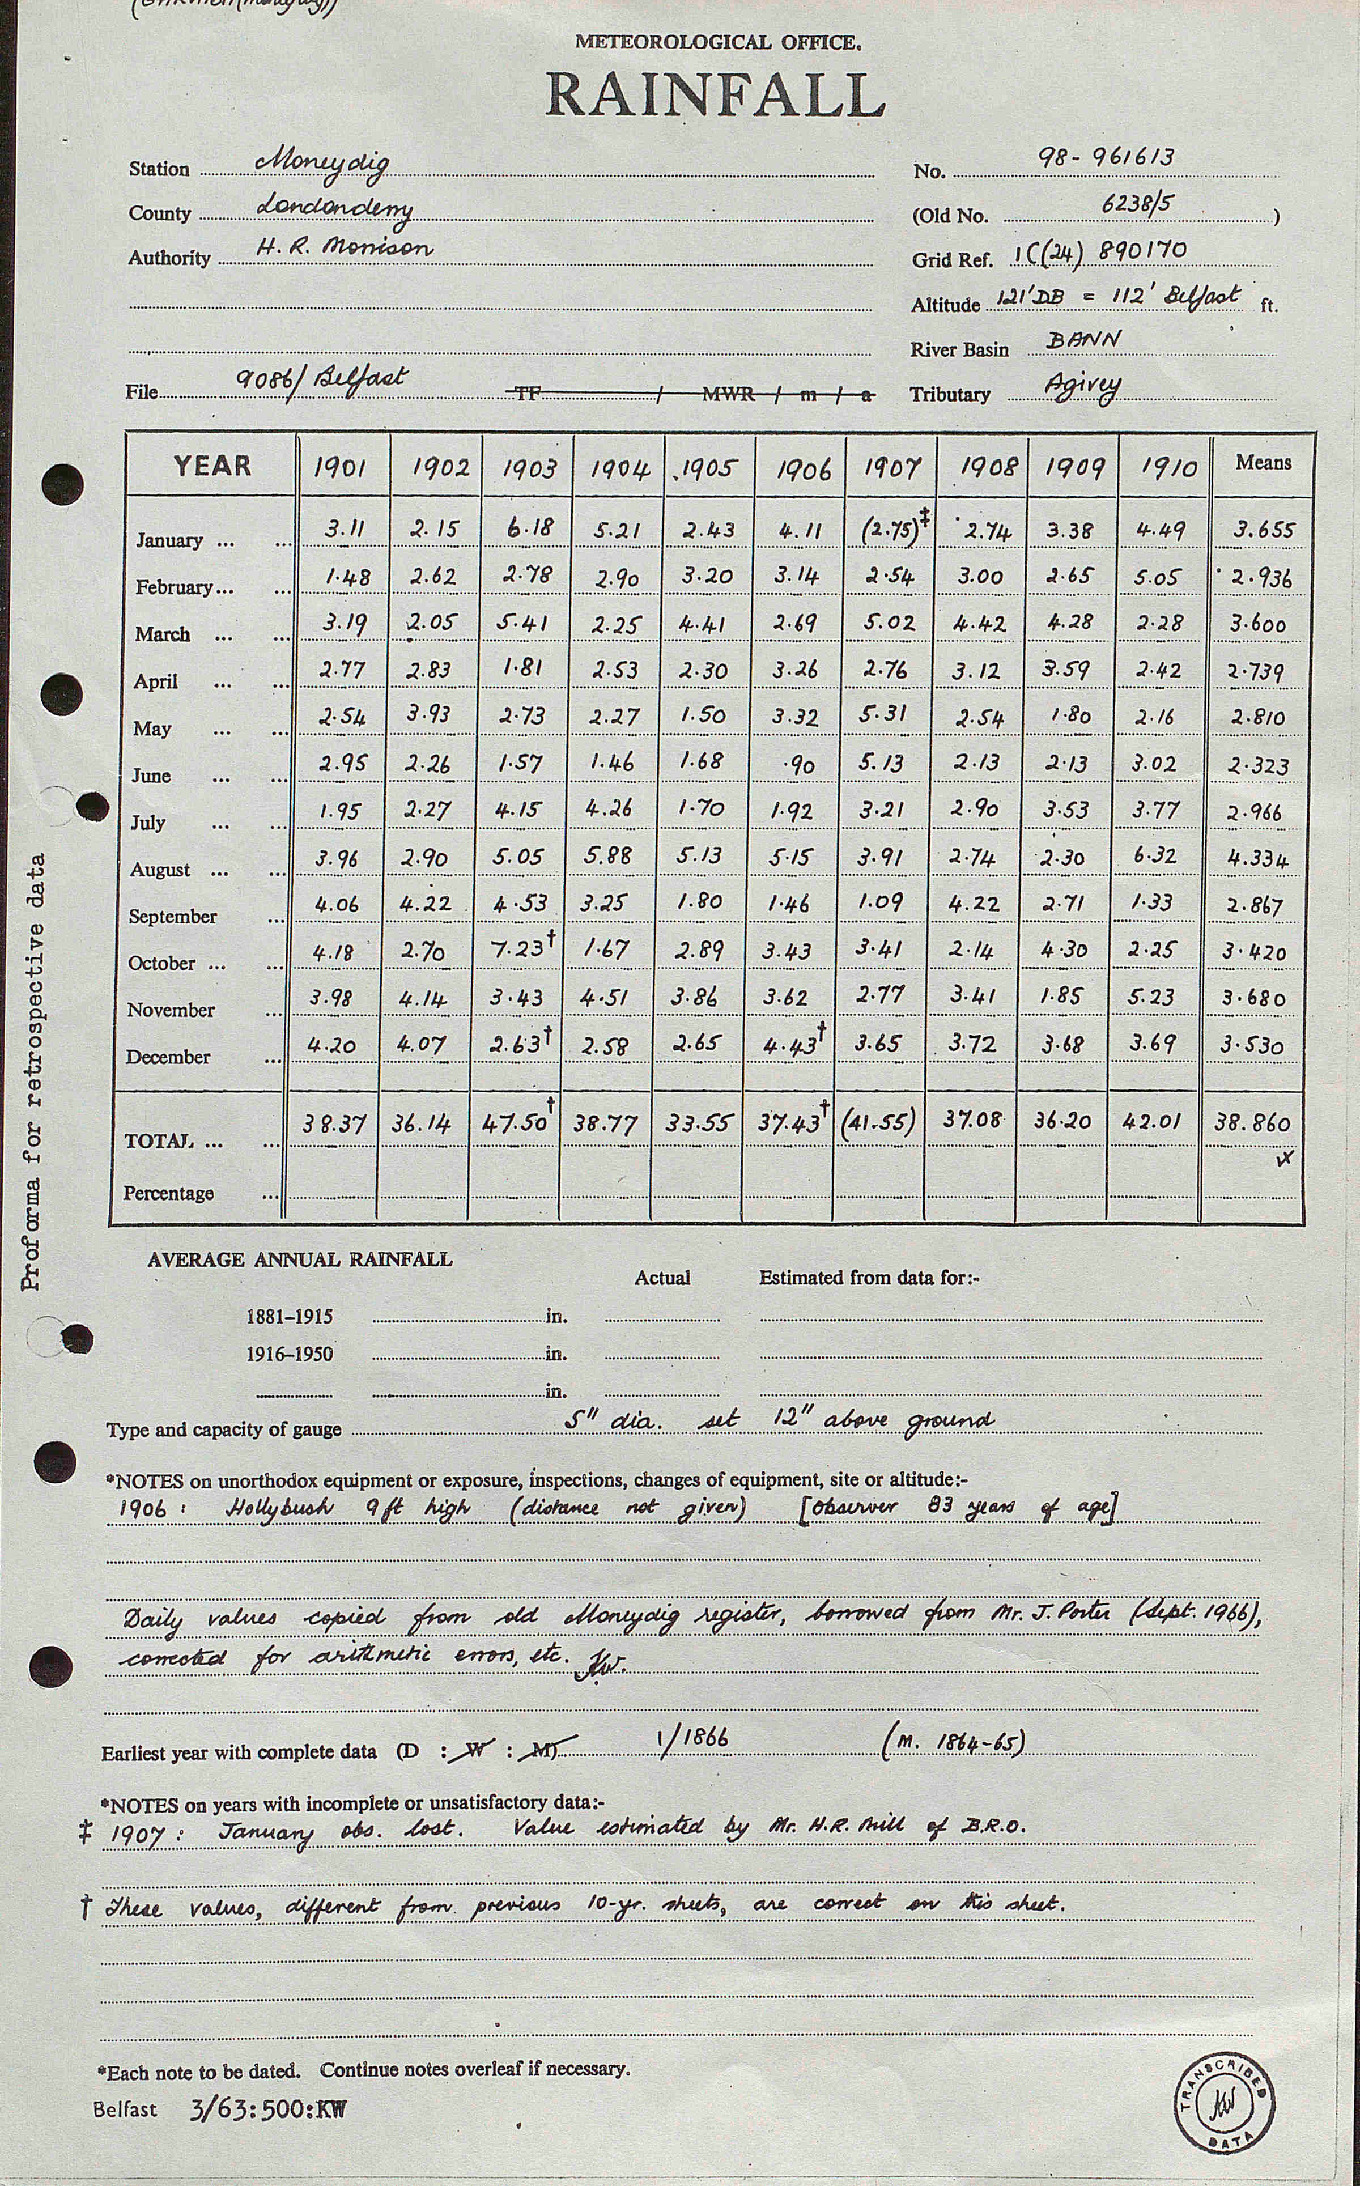 METEOROLOGICAL OFFICE.
RAINFALL
Station Moneydig
No. 98-961613
County Londonderry
(Old No. 6238/5 )
Authority H. R. Morrison
Grid Ref. IC(24) 890170
Altitude 121' DB = 112' Belfast ft.
River Basin BANN
File 9086/Belfast TF / MWR / m / a
Tributary Agivey
YEAR 1901 1902 1903 1904 1905 1906 1907 1908 1909 1910 Means
January ... ... 3.11 2.15 6.18 5.21 2.43 4.11 (2.75)‡ 2.74 3.38 4.49 3.655
February ... ... 1.48 2.62 2.78 2.90 3.20 3.14 2.54 3.00 2.65 5.05 2.936
March ... ... 3.19 2.05 5.41 2.25 4.41 2.69 5.02 4.42 4.28 2.28 3.600
April ... ... 2.77 2.83 1.81 2.53 2.30 3.26 2.76 3.12 3.59 2.42 2.739
May ... ... 2.54 3.93 2.73 2.27 1.50 3.32 5.31 2.54 1.80 2.16 2.810
June ... ... 2.95 2.26 1.57 1.46 1.68 .90 5.13 2.13 2.13 3.02 2.323
July ... ... 1.95 2.27 4.15 4.26 1.70 1.92 3.21 2.90 3.53 3.77 2.966
August ... ... 3.96 2.90 5.05 5.88 5.13 5.15 3.91 2.74 2.30 6.32 4.334
September ... 4.06 4.22 4.53 3.25 1.80 1.46 1.09 4.22 2.71 1.33 2.867
October ... ... 4.18 2.70 7.23† 1.67 2.89 3.43 3.41 2.14 4.30 2.25 3.420
November ... 3.98 4.14 3.43 4.51 3.86 3.62 2.77 3.41 1.85 5.23 3.680
December ... 4.20 4.07 2.63† 2.58 2.65 4.43† 3.65 3.72 3.68 3.69 3.530
TOTAL ... ... 38.37 36.14 47.50† 38.77 33.55 37.43† (41.55) 37.08 36.20 42.01 38.860
Percentage ...
Proforma for retrospective data
AVERAGE ANNUAL RAINFALL
Actual Estimated from data for:-
1881–1915 in.
1916–1950 in.
in.
Type and capacity of gauge 5" dia. set 12" above ground
*NOTES on unorthodox equipment or exposure, inspections, changes of equipment, site or altitude:-
1906 : Hollybush 9 ft high (distance not given) [Observer 83 years of age]
Daily values copied from old Moneydig register, borrowed from Mr. J. Porter (Sept. 1966),
corrected for arithmetic errors, etc. KW.
Earliest year with complete data (D : W : M) 1/1866 (M. 1864-65)
*NOTES on years with incomplete or unsatisfactory data:-
‡ 1907 : January obs. lost. Value estimated by Mr. H.R. Mill of B.R.O.
† These values, different from previous 10-yr. sheets, are correct on this sheet.
*Each note to be dated. Continue notes overleaf if necessary.
Belfast 3/63:500:KW
TRANSCRIBED
KW
DATA